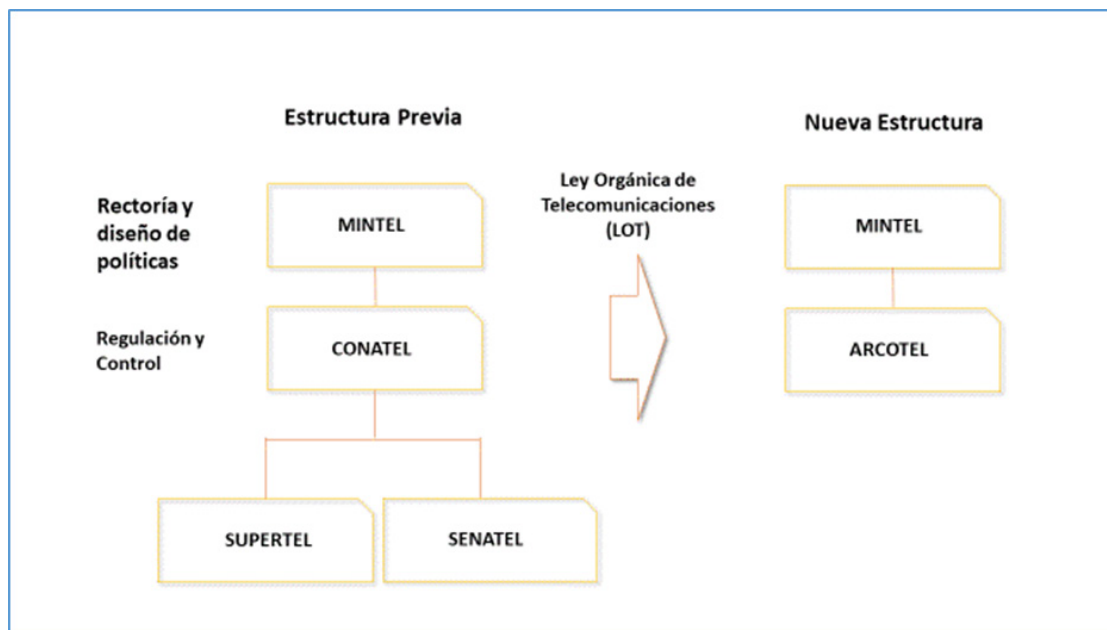 Estructura Previa
Nueva Estructura
Rectoría y
diseño de
políticas
MINTEL
Ley Orgánica de
Telecomunicaciones
(LOT)
MINTEL
Regulación y
Control
CONATEL
ARCOTEL
SUPERTEL
SENATEL